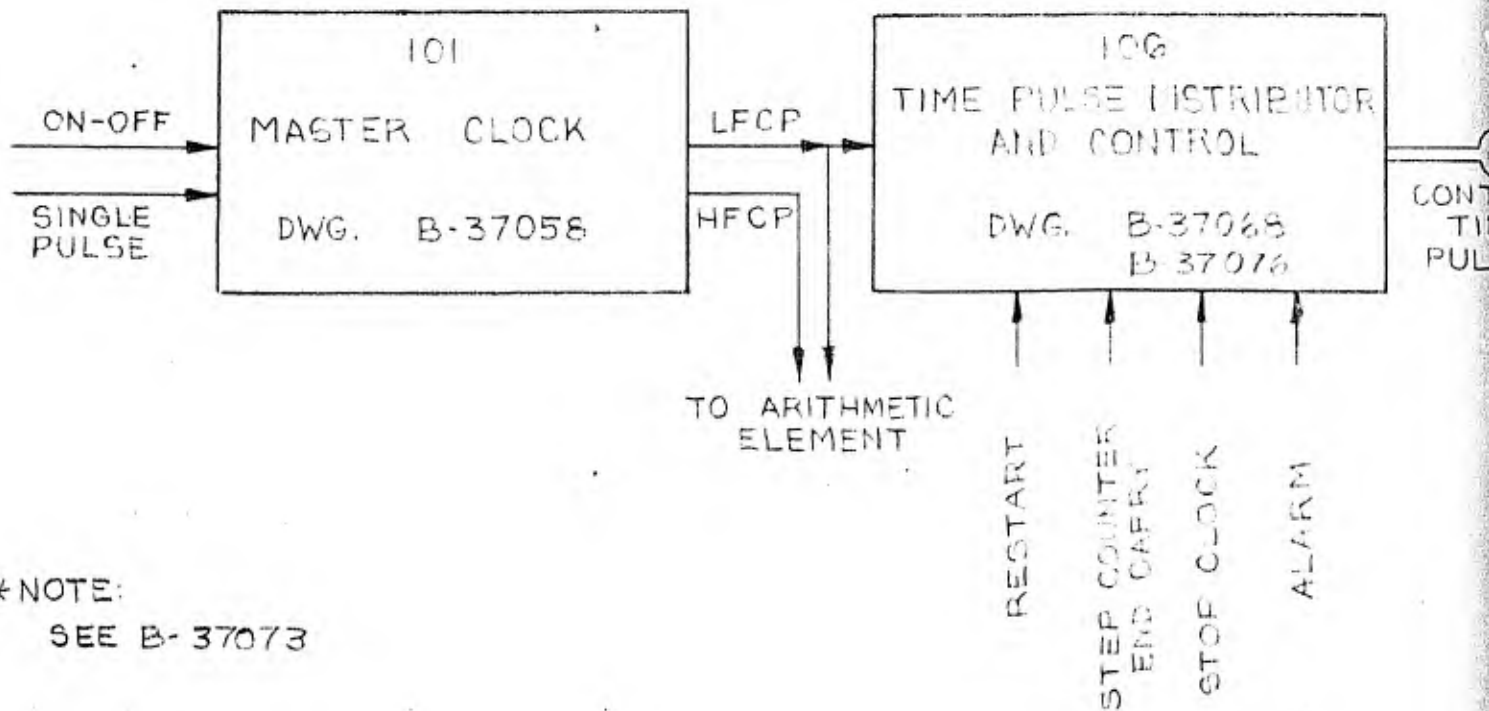 ON-OFF
SINGLE
PULSE
101
MASTER CLOCK
DWG. B-37058
LFCP
HFCP
TO ARITHMETIC
ELEMENT
106
TIME PULSE DISTRIBUTOR
AND CONTROL
DWG. B-37068
B-37076
RESTART
STEP COUNTER
END CARRY
STOP CLOCK
ALARM
* NOTE:
SEE B-37073